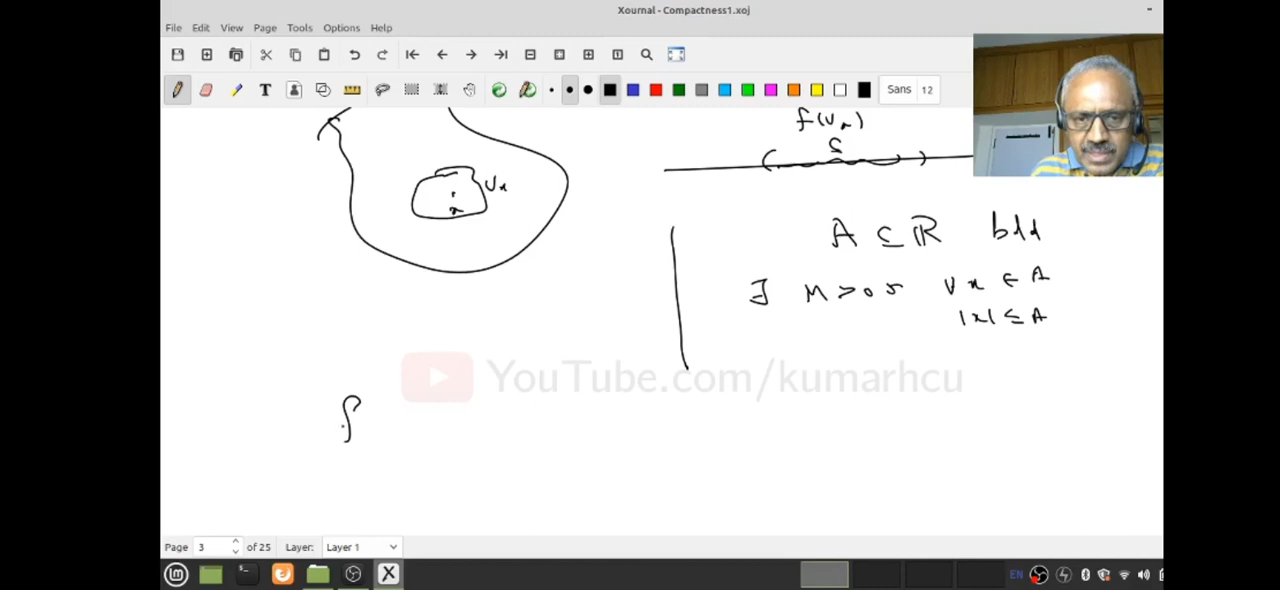 Xournal - Compactness1.xoj
File Edit View Page Tools Options Help
Sans 12
f(Ux)
Ux
x
A ⊆ ℝ bdd
∃ M > 0 s ∀ x ∈ A
|x| ≤ A
YouTube.com/kumarhcu
f
Page 3 of 25 Layer: Layer 1
EN